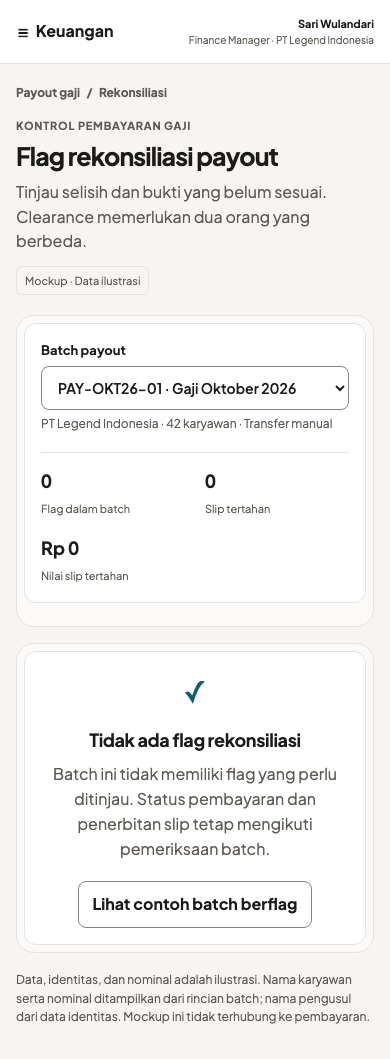 ≡ Keuangan
Sari Wulandari
Finance Manager · PT Legend Indonesia
Payout gaji / Rekonsiliasi
KONTROL PEMBAYARAN GAJI
Flag rekonsiliasi payout
Tinjau selisih dan bukti yang belum sesuai.
Clearance memerlukan dua orang yang
berbeda.
Mockup · Data ilustrasi
Batch payout
PAY-OKT26-01 · Gaji Oktober 2026
PT Legend Indonesia · 42 karyawan · Transfer manual
0
Flag dalam batch
0
Slip tertahan
Rp 0
Nilai slip tertahan
✓
Tidak ada flag rekonsiliasi
Batch ini tidak memiliki flag yang perlu
ditinjau. Status pembayaran dan
penerbitan slip tetap mengikuti
pemeriksaan batch.
Lihat contoh batch berflag
Data, identitas, dan nominal adalah ilustrasi. Nama karyawan
serta nominal ditampilkan dari rincian batch; nama pengusul
dari data identitas. Mockup ini tidak terhubung ke pembayaran.